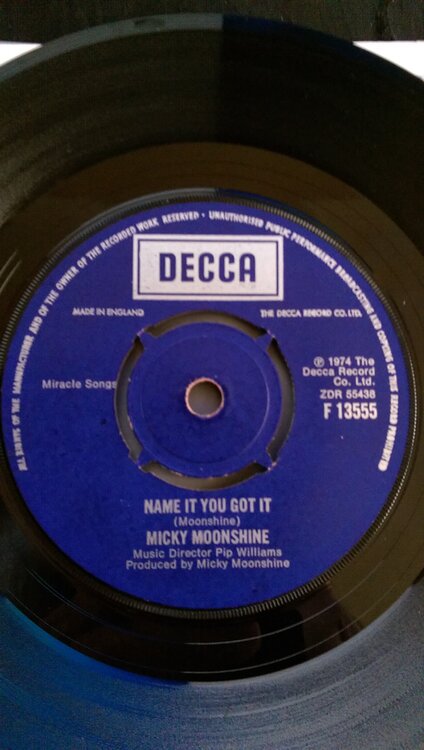 ALL RIGHTS OF THE MANUFACTURER AND OF THE OWNER OF THE RECORDED WORK RESERVED · UNAUTHORISED PUBLIC PERFORMANCE BROADCASTING AND COPYING OF THIS RECORD PROHIBITED
DECCA
MADE IN ENGLAND
THE DECCA RECORD CO. LTD.
℗ 1974 The
Decca Record
Co. Ltd.
ZDR 55438
F 13555
Miracle Songs
NAME IT YOU GOT IT
(Moonshine)
MICKY MOONSHINE
Music Director Pip Williams
Produced by Micky Moonshine